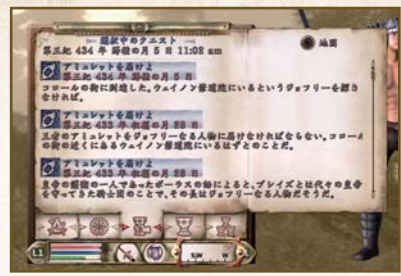 選択中のクエスト
第三紀 434 年 蒔種の月 5 日 11:02 am
地図
アミュレットを届けよ
第三紀 434 年 蒔種の月 5 日
コロールの街に到達した。ウェイノン修道院にいるというジョフリーを探さ
なければ。
アミュレットを届けよ
第三紀 433 年 収穫の月 28 日
王者のアミュレットをジョフリーなる人物に届けなければならない。コロール
の街の近くにあるウェイノン修道院にいるはずとのことだ。
アミュレットを届けよ
第三紀 433 年 収穫の月 28 日
皇帝の護衛の一人であったボーラスの話によると、ブレイズとは代々の皇帝
を守ってきた騎士団のことで、その長はジョフリーなる人物だそうだ。
L1
SW
W